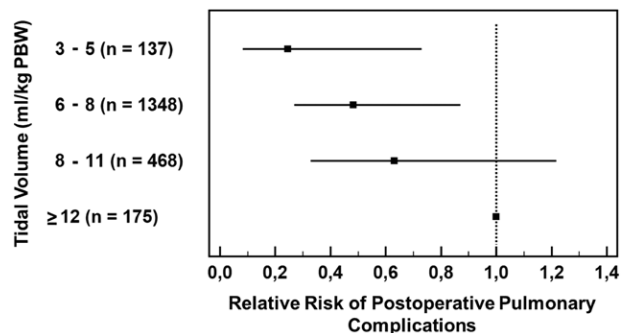 Tidal Volume (ml/kg PBW)
3 - 5 (n = 137)
6 - 8 (n = 1348)
8 - 11 (n = 468)
≥ 12 (n = 175)
0,0 0,2 0,4 0,6 0,8 1,0 1,2 1,4
Relative Risk of Postoperative Pulmonary
Complications